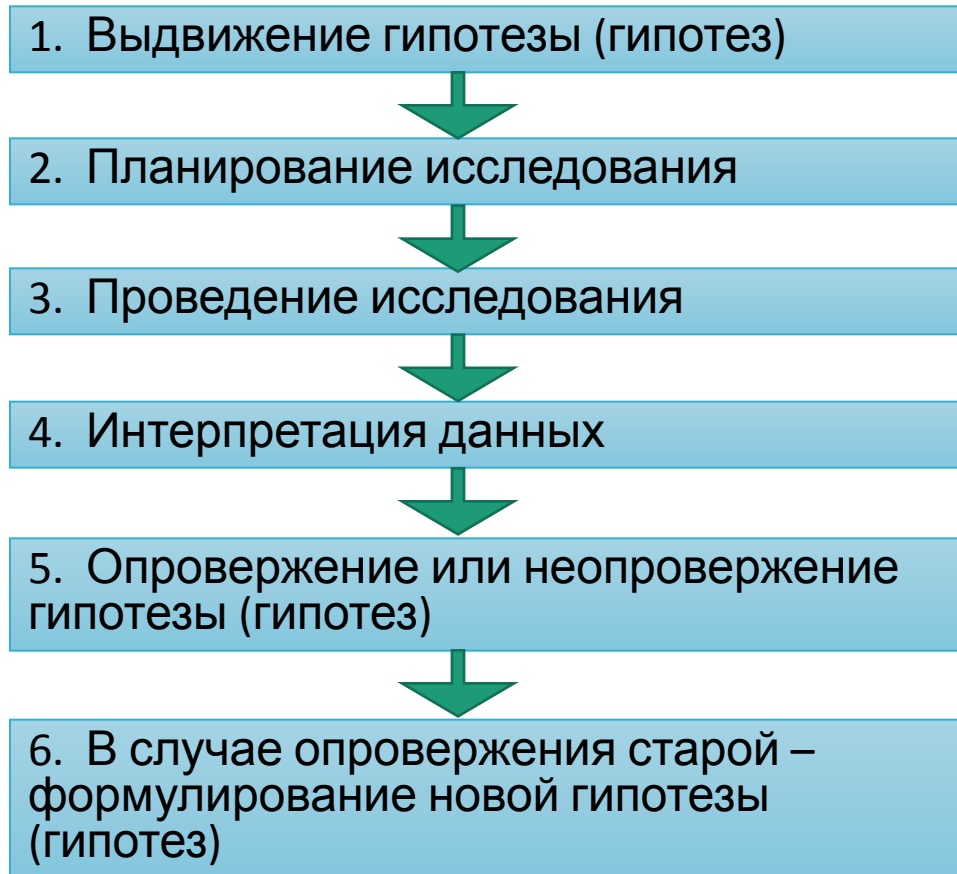 1. Выдвижение гипотезы (гипотез)
2. Планирование исследования
3. Проведение исследования
4. Интерпретация данных
5. Опровержение или неопровержение
гипотезы (гипотез)
6. В случае опровержения старой –
формулирование новой гипотезы
(гипотез)